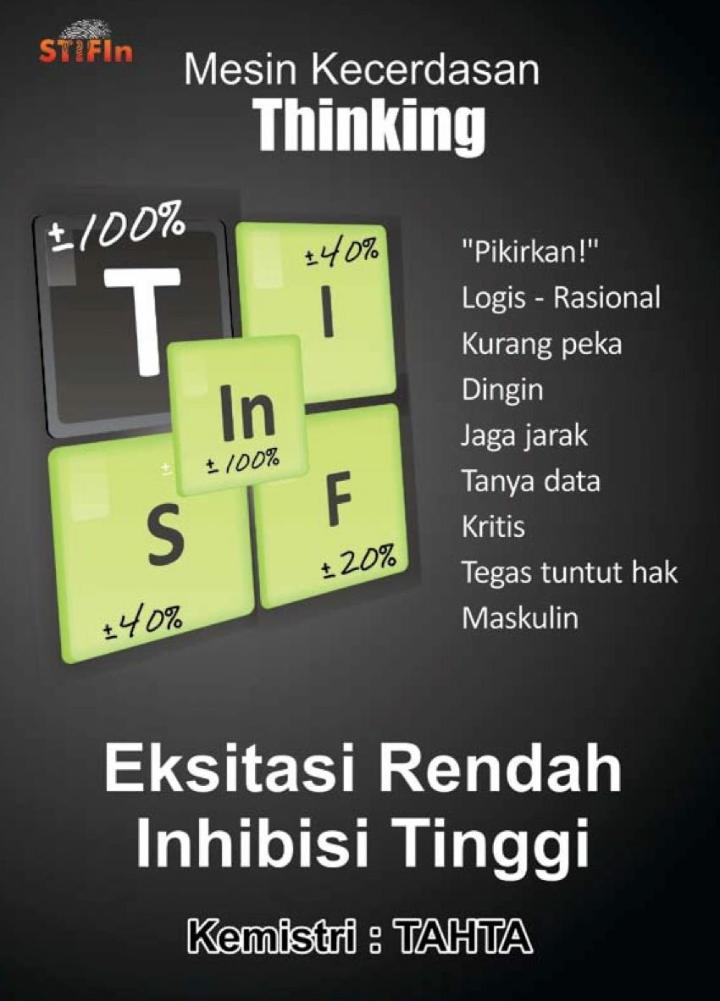 STIFIn
Mesin Kecerdasan
Thinking
±100%
T
±40%
I
In
±100%
±
S
±40%
F
±20%
"Pikirkan!"
Logis - Rasional
Kurang peka
Dingin
Jaga jarak
Tanya data
Kritis
Tegas tuntut hak
Maskulin
Eksitasi Rendah
Inhibisi Tinggi
Kemistri : TAHTA